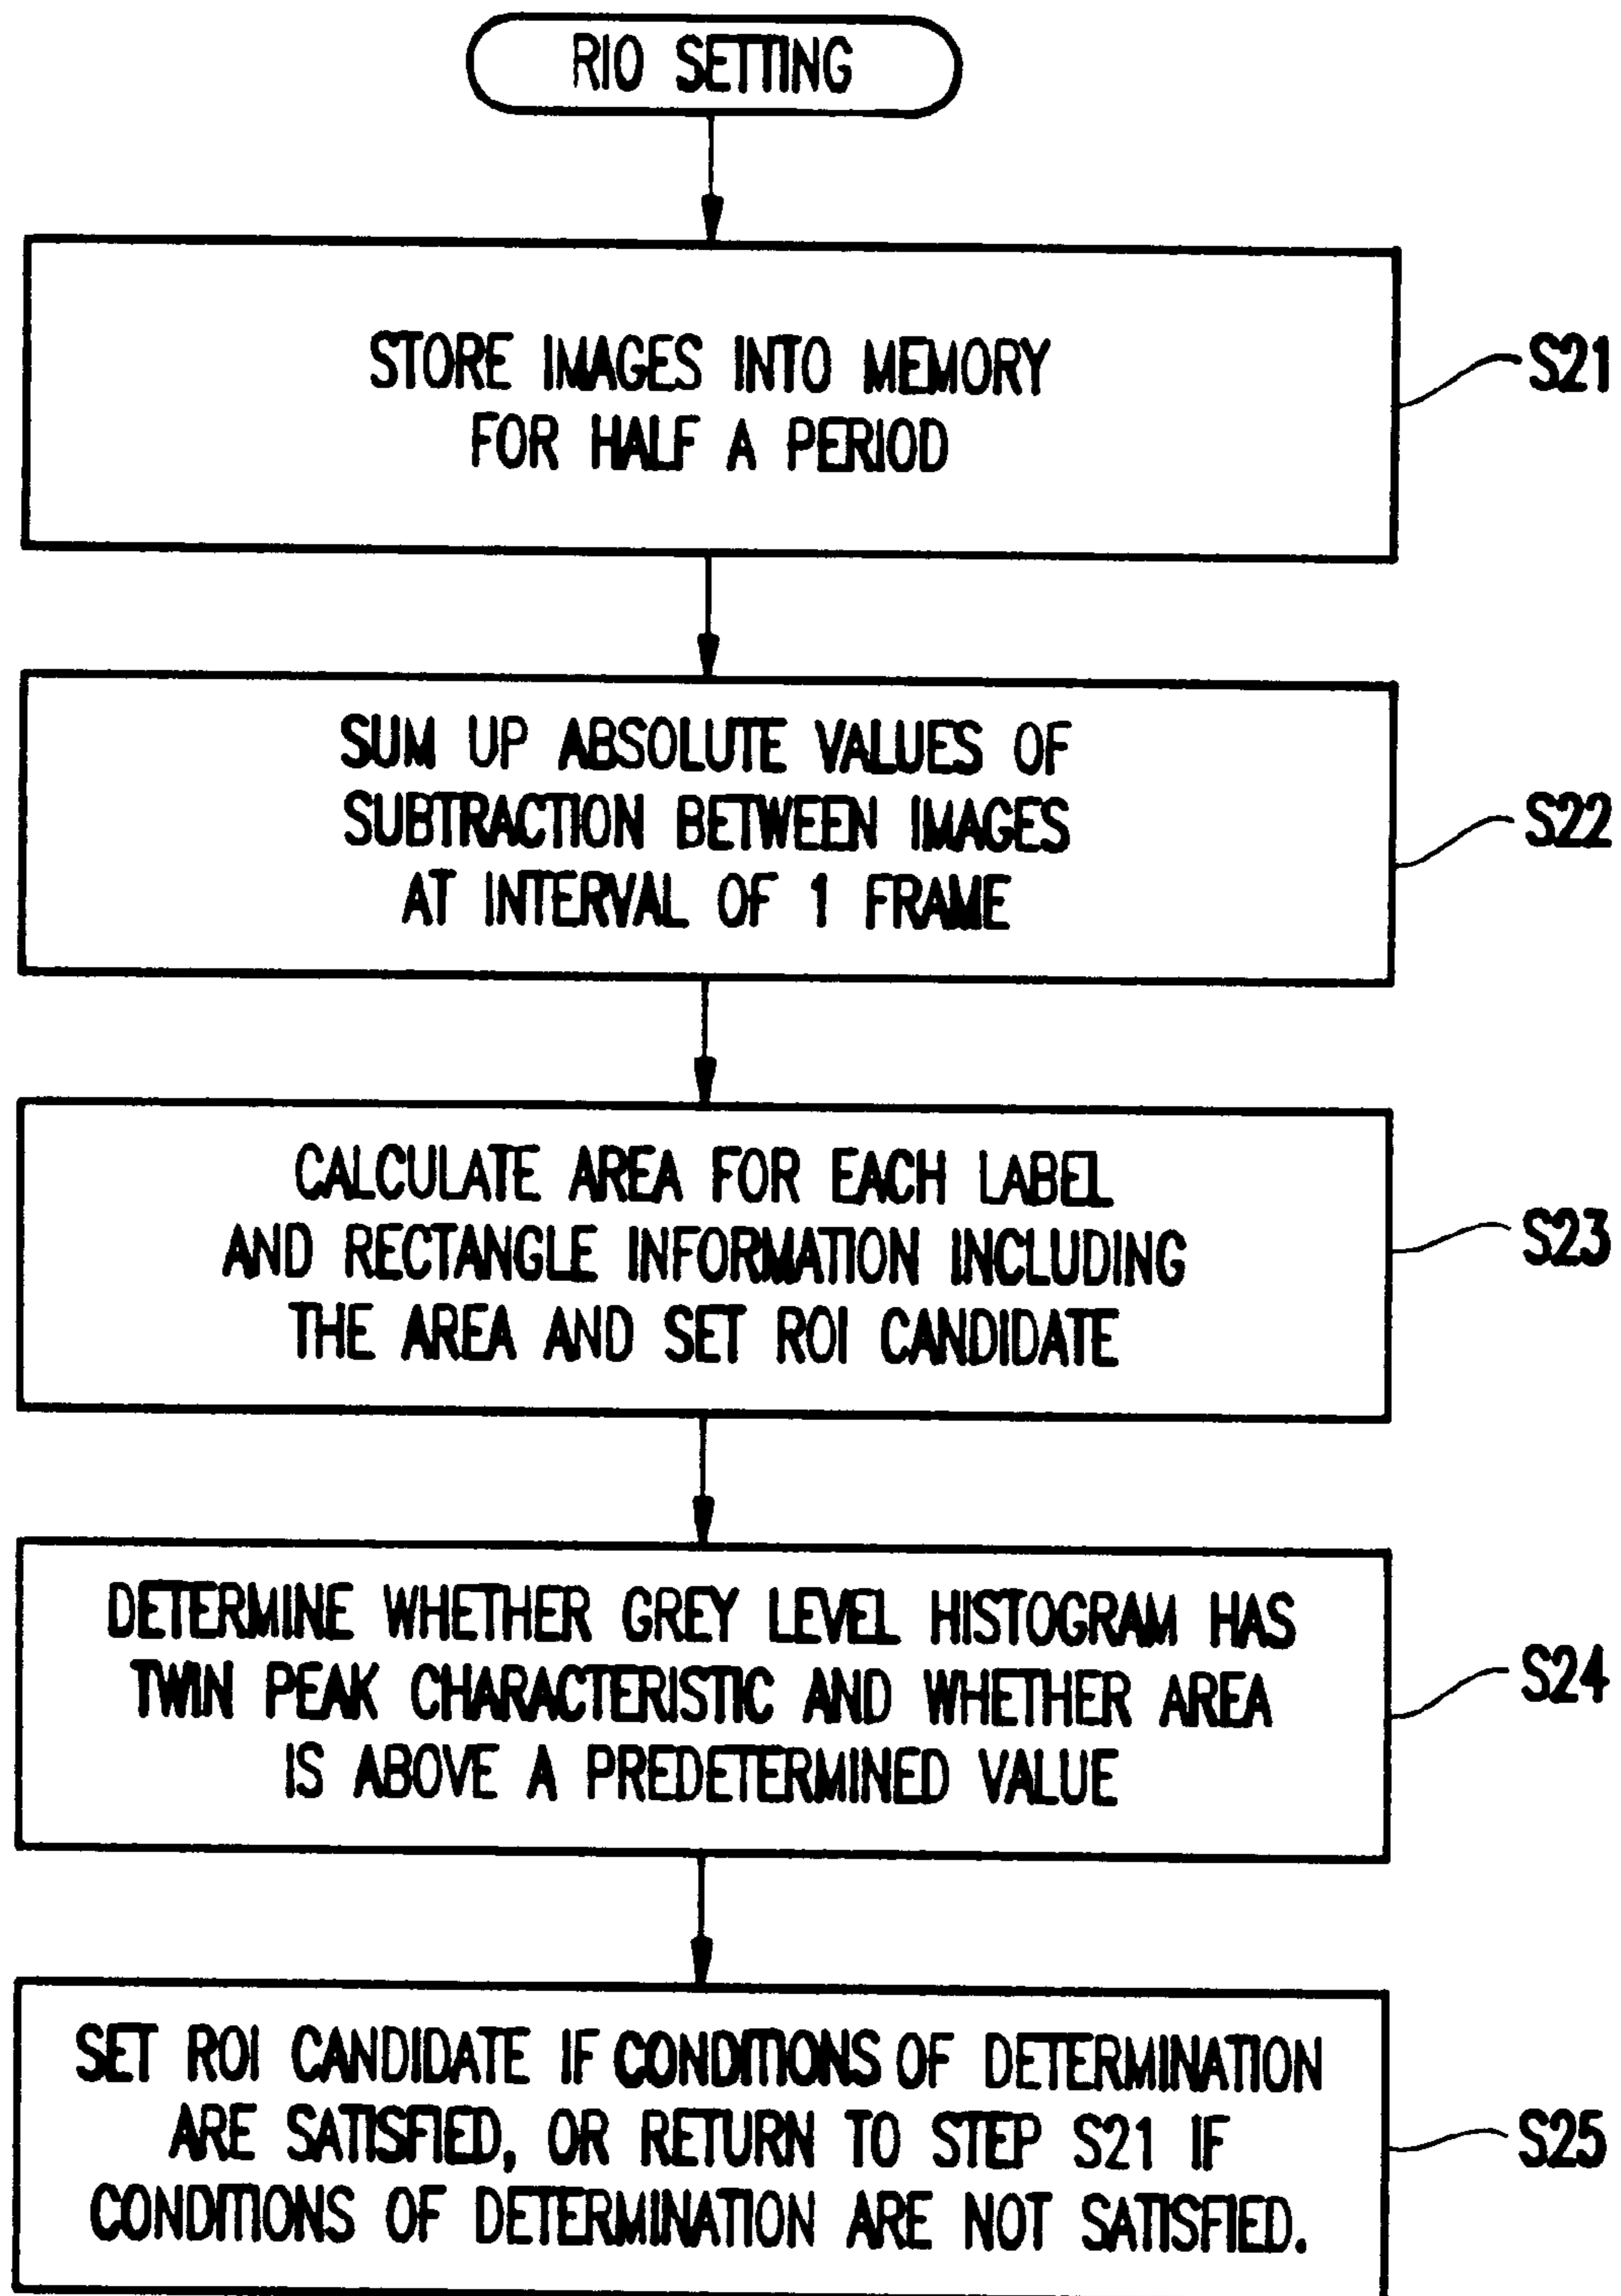 RIO SETTING
STORE IMAGES INTO MEMORY
FOR HALF A PERIOD
S21
SUM UP ABSOLUTE VALUES OF
SUBTRACTION BETWEEN IMAGES
AT INTERVAL OF 1 FRAME
S22
CALCULATE AREA FOR EACH LABEL
AND RECTANGLE INFORMATION INCLUDING
THE AREA AND SET ROI CANDIDATE
S23
DETERMINE WHETHER GREY LEVEL HISTOGRAM HAS
TWIN PEAK CHARACTERISTIC AND WHETHER AREA
IS ABOVE A PREDETERMINED VALUE
S24
SET ROI CANDIDATE IF CONDITIONS OF DETERMINATION
ARE SATISFIED, OR RETURN TO STEP S21 IF
CONDITIONS OF DETERMINATION ARE NOT SATISFIED.
S25